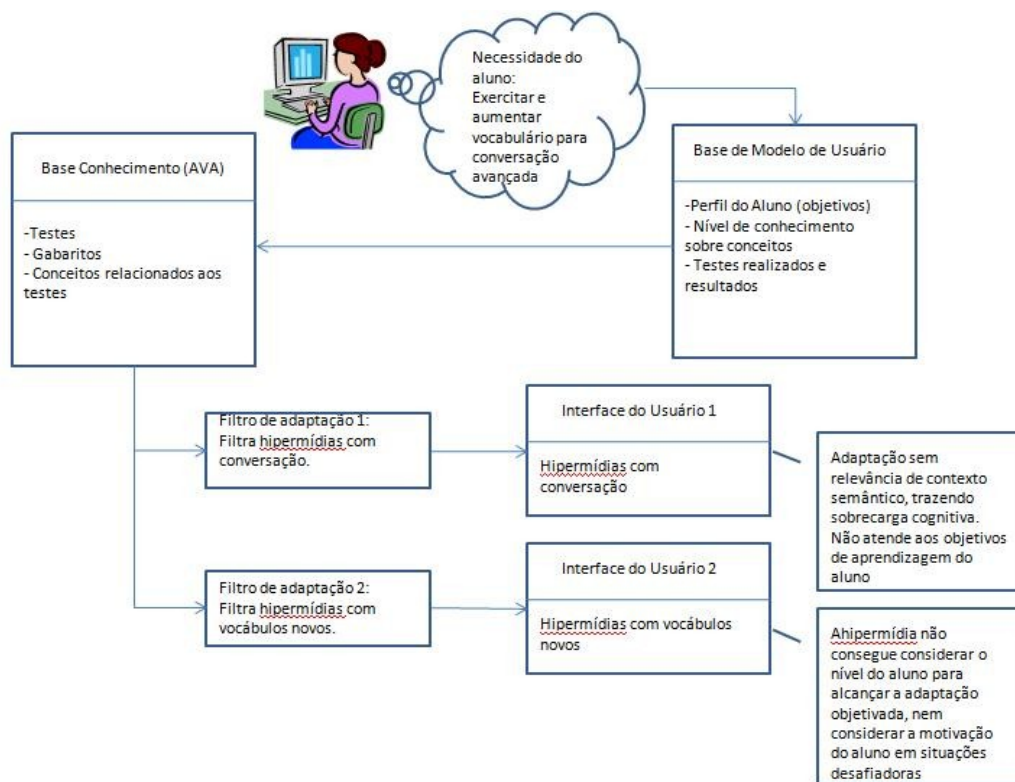 Necessidade do
aluno:
Exercitar e
aumentar
vocabulário para
conversação
avançada
Base Conhecimento (AVA)
-Testes
- Gabaritos
- Conceitos relacionados aos
testes
Base de Modelo de Usuário
-Perfil do Aluno (objetivos)
- Nível de conhecimento
sobre conceitos
- Testes realizados e
resultados
Filtro de adaptação 1:
Filtra hipermídias com
conversação.
Interface do Usuário 1
Hipermídias com
conversação
Adaptação sem
relevância de contexto
semântico, trazendo
sobrecarga cognitiva.
Não atende aos objetivos
de aprendizagem do
aluno
Filtro de adaptação 2:
Filtra hipermídias com
vocábulos novos.
Interface do Usuário 2
Hipermídias com vocábulos
novos
Ahipermídia não
consegue considerar o
nível do aluno para
alcançar a adaptação
objetivada, nem
considerar a motivação
do aluno em situações
desafiadoras